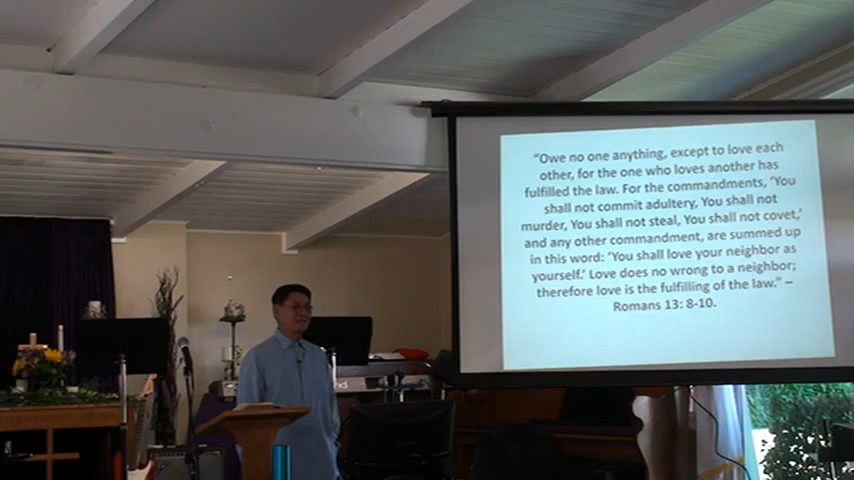 “Owe no one anything, except to love each
other, for the one who loves another has
fulfilled the law. For the commandments, ‘You
shall not commit adultery, You shall not
murder, You shall not steal, You shall not covet,’
and any other commandment, are summed up
in this word: ‘You shall love your neighbor as
yourself.’ Love does no wrong to a neighbor;
therefore love is the fulfilling of the law.” –
Romans 13: 8-10.